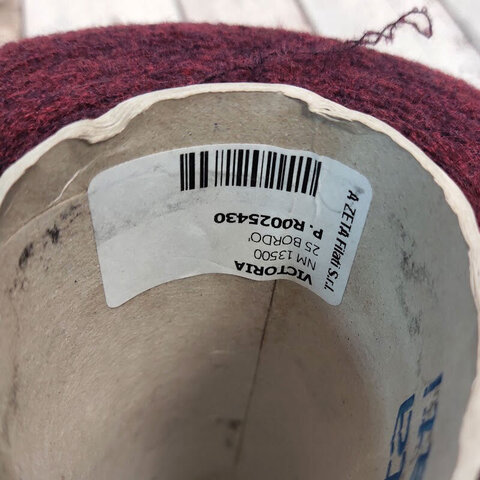 A-ZETA Filati S.r.l.
VICTORIA
NM 13500
25 BORDO'
P. R0025430